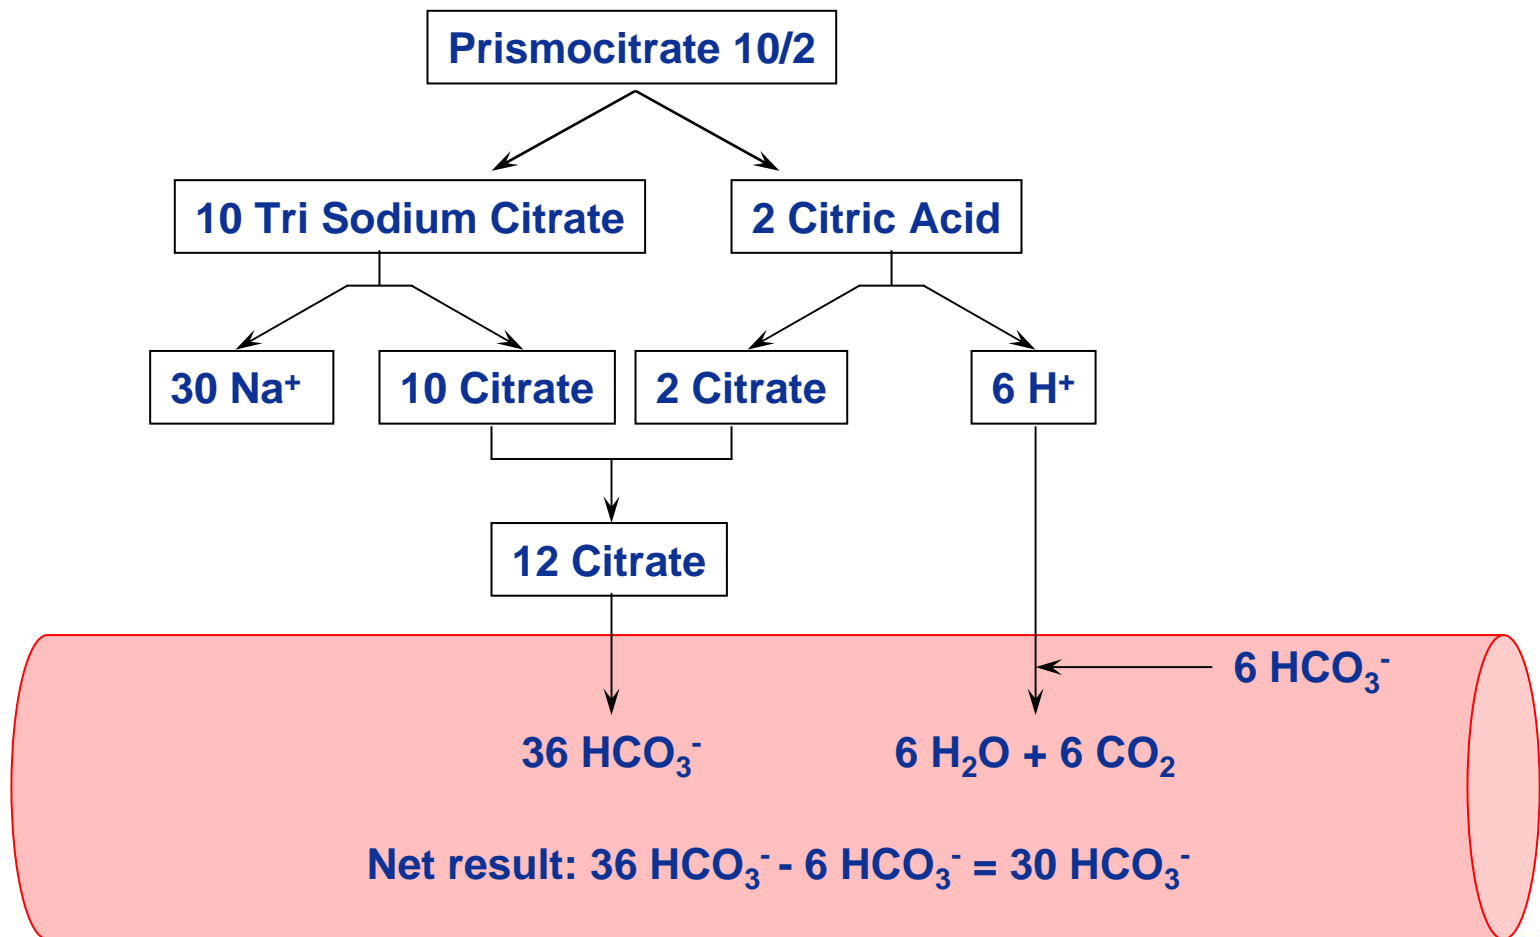 Prismocitrate 10/2
10 Tri Sodium Citrate
2 Citric Acid
30 Na⁺
10 Citrate
2 Citrate
6 H⁺
12 Citrate
6 HCO₃⁻
36 HCO₃⁻
6 H₂O + 6 CO₂
Net result: 36 HCO₃⁻ - 6 HCO₃⁻ = 30 HCO₃⁻